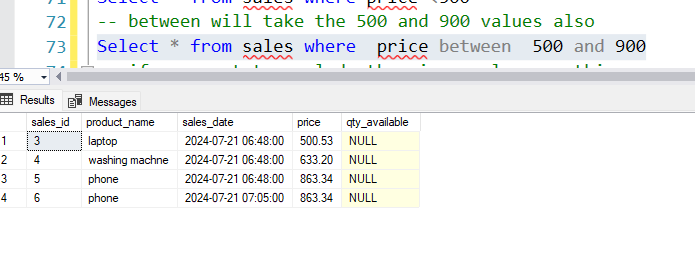 71 Select * from sales where price <900
72 -- between will take the 500 and 900 values also
73 Select * from sales where price between 500 and 900
45 %
Results Messages
sales_id product_name sales_date price qty_available
1 3 laptop 2024-07-21 06:48:00 500.53 NULL
2 4 washing machne 2024-07-21 06:48:00 633.20 NULL
3 5 phone 2024-07-21 06:48:00 863.34 NULL
4 6 phone 2024-07-21 07:05:00 863.34 NULL